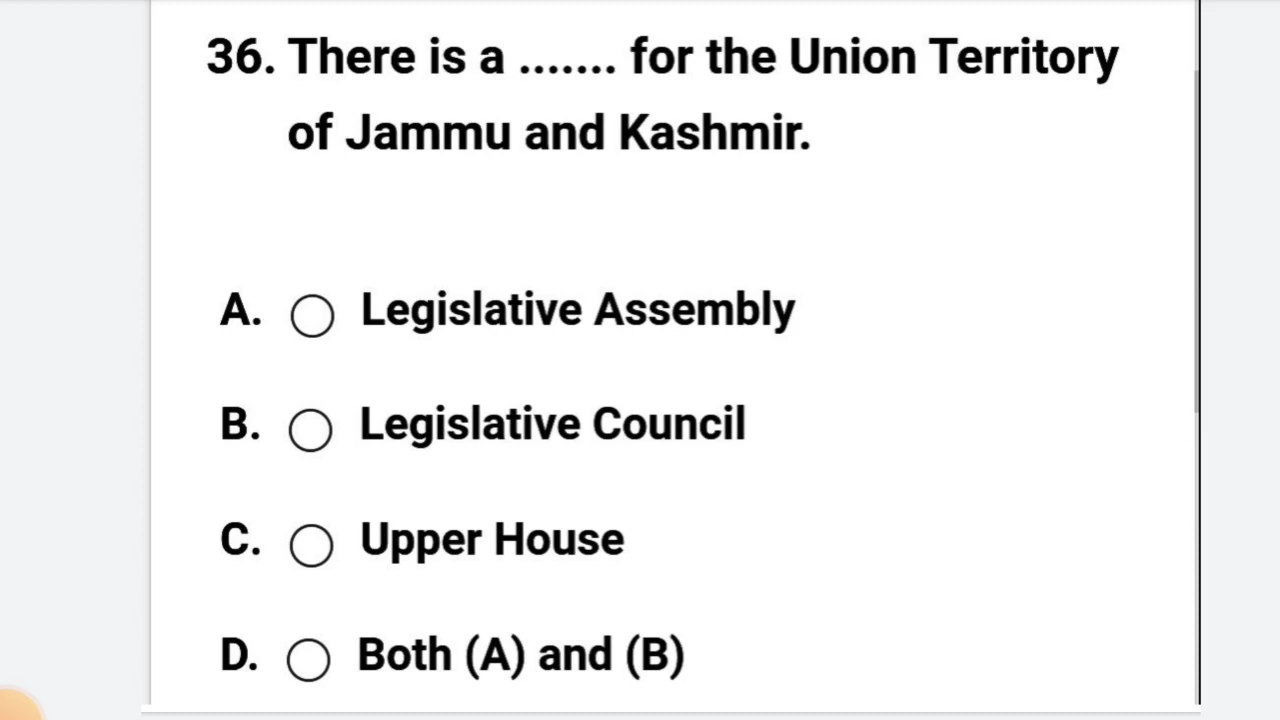 36. There is a ....... for the Union Territory
of Jammu and Kashmir.
A. Legislative Assembly
B. Legislative Council
C. Upper House
D. Both (A) and (B)